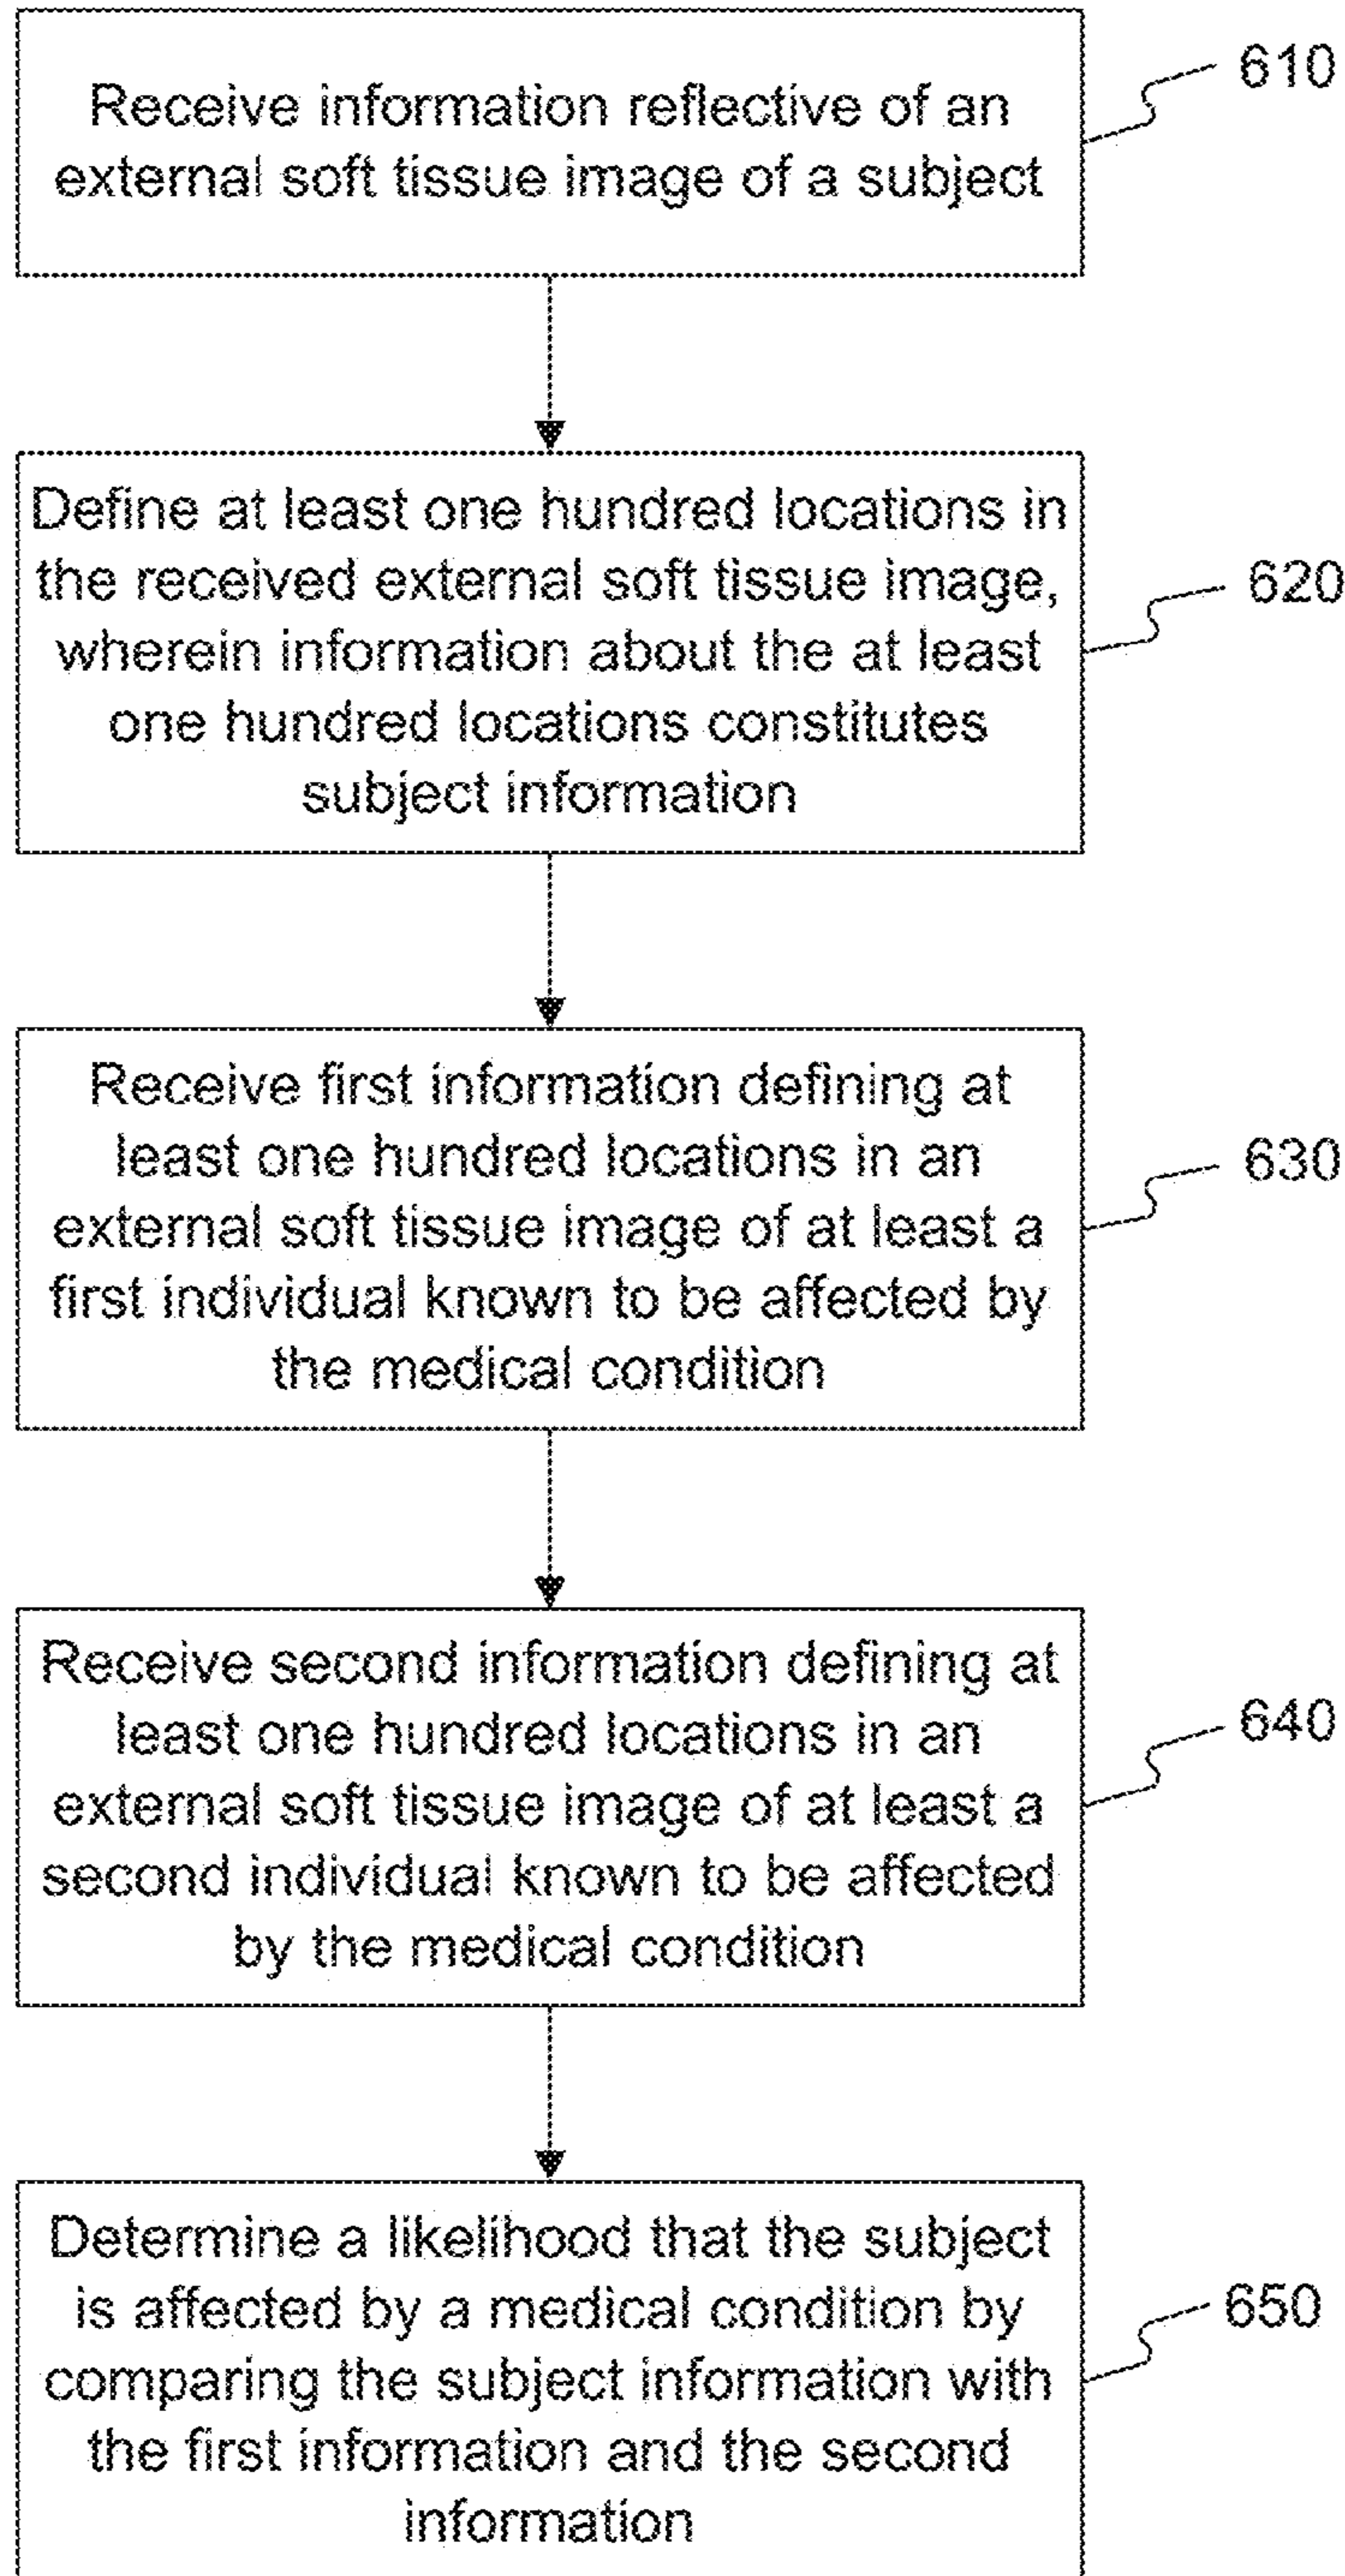 Receive information reflective of an
external soft tissue image of a subject
610
Define at least one hundred locations in
the received external soft tissue image,
wherein information about the at least
one hundred locations constitutes
subject information
620
Receive first information defining at
least one hundred locations in an
external soft tissue image of at least a
first individual known to be affected by
the medical condition
630
Receive second information defining at
least one hundred locations in an
external soft tissue image of at least a
second individual known to be affected
by the medical condition
640
Determine a likelihood that the subject
is affected by a medical condition by
comparing the subject information with
the first information and the second
information
650